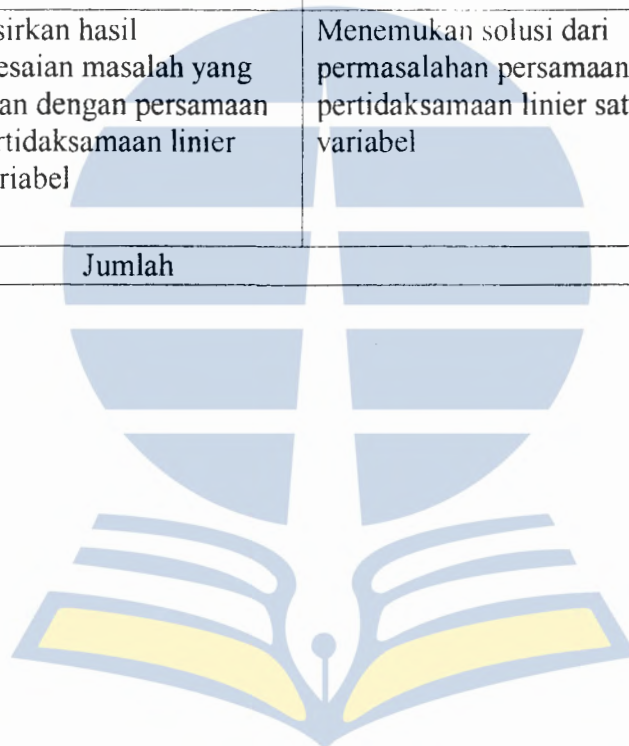 sirkan hasil
esaian masalah yang
an dengan persamaan
rtidaksamaan linier
riabel
Menemukan solusi dari
permasalahan persamaan
pertidaksamaan linier sat
variabel
Jumlah